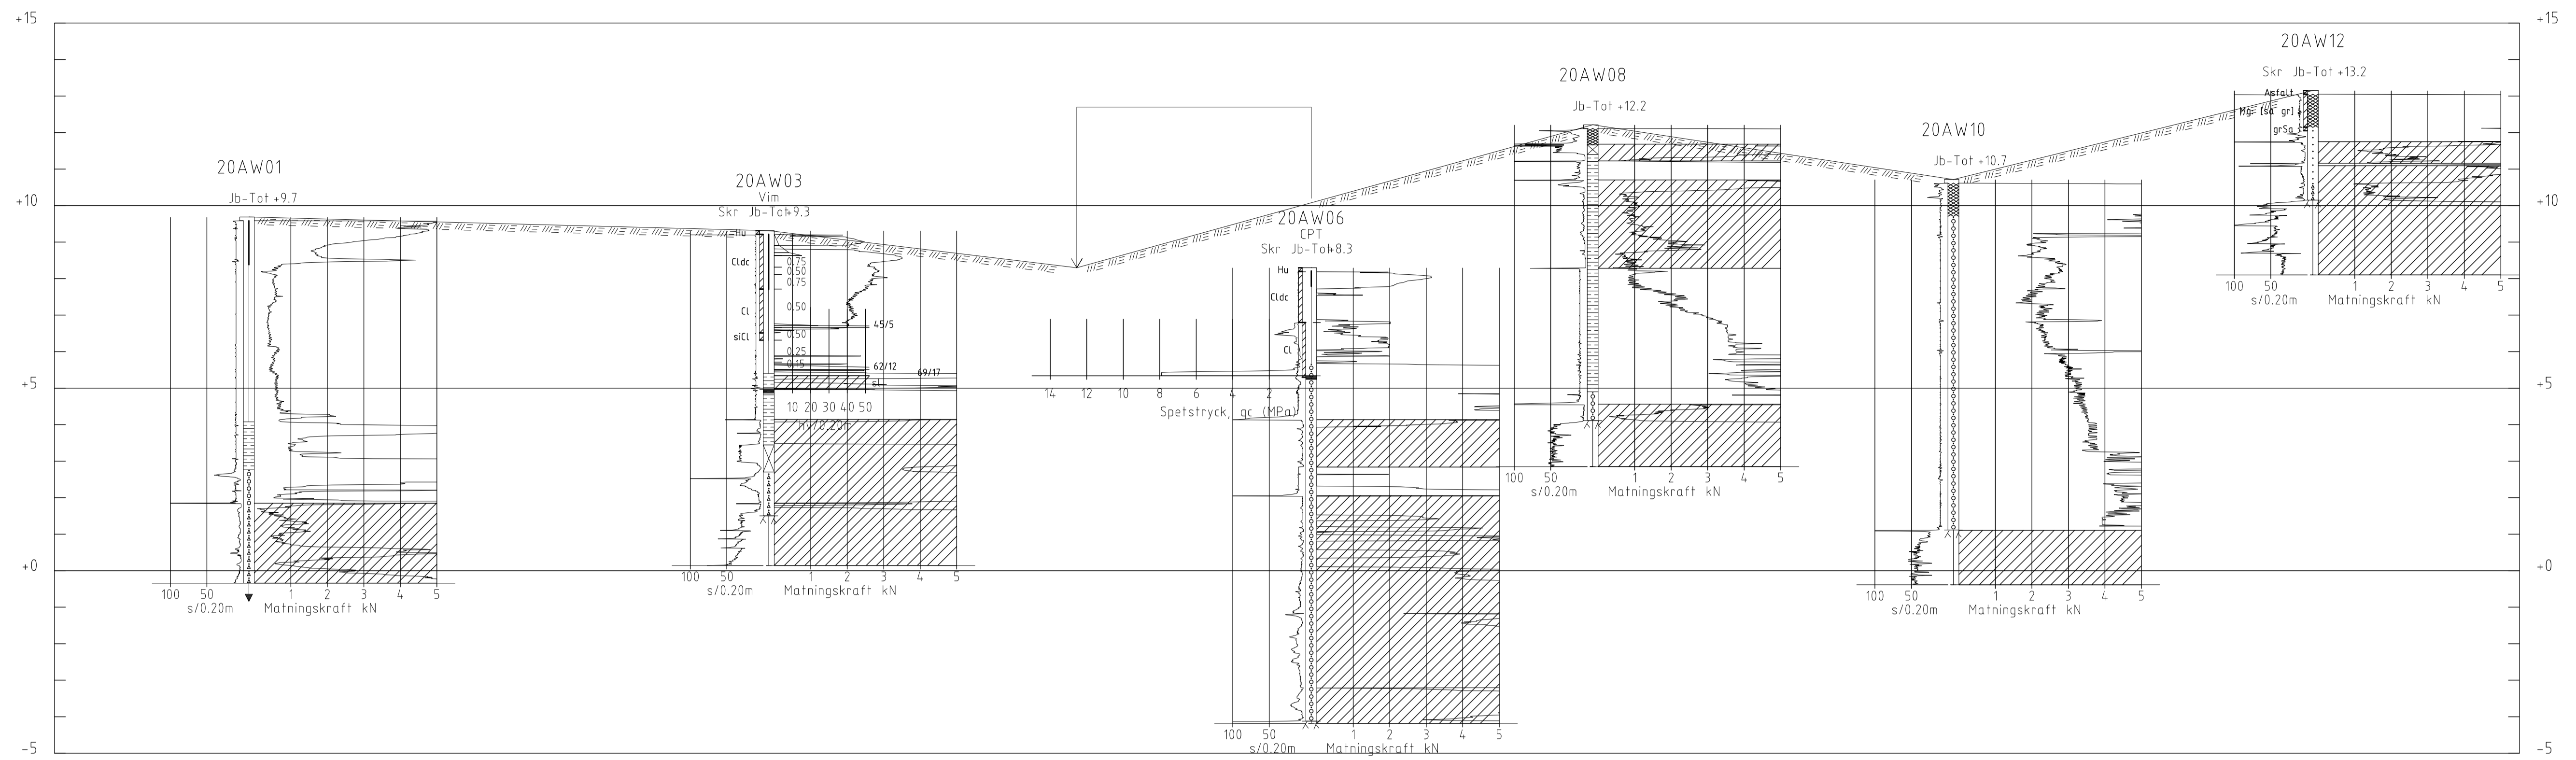 +15
+10
+5
+0
-5
20AW01
Jb-Tot +9.7
100 50
s/0.20m
1 2 3 4 5
Matningskraft kN
20AW03
Vim
Skr Jb-Tot+9.3
Hu
Cldc
Cl
siCl
0.75
0.50
0.75
0.50
0.50
0.25
0.15
45/5
62/12
69/17
10 20 30 40 50
hv/0.20m
100 50
s/0.20m
1 2 3 4 5
Matningskraft kN
20AW06
CPT
Skr Jb-Tot+8.3
Hu
Cldc
Cl
14 12 10 8 6 4 2
Spetstryck, qc (MPa)
100 50
s/0.20m
1 2 3 4 5
Matningskraft kN
20AW08
Jb-Tot +12.2
100 50
s/0.20m
1 2 3 4 5
Matningskraft kN
20AW10
Jb-Tot +10.7
100 50
s/0.20m
1 2 3 4 5
Matningskraft kN
20AW12
Skr Jb-Tot +13.2
Asfalt
Mg [sa gr]
grSa
100 50
s/0.20m
1 2 3 4 5
Matningskraft kN
+15
+10
+5
+0
-5